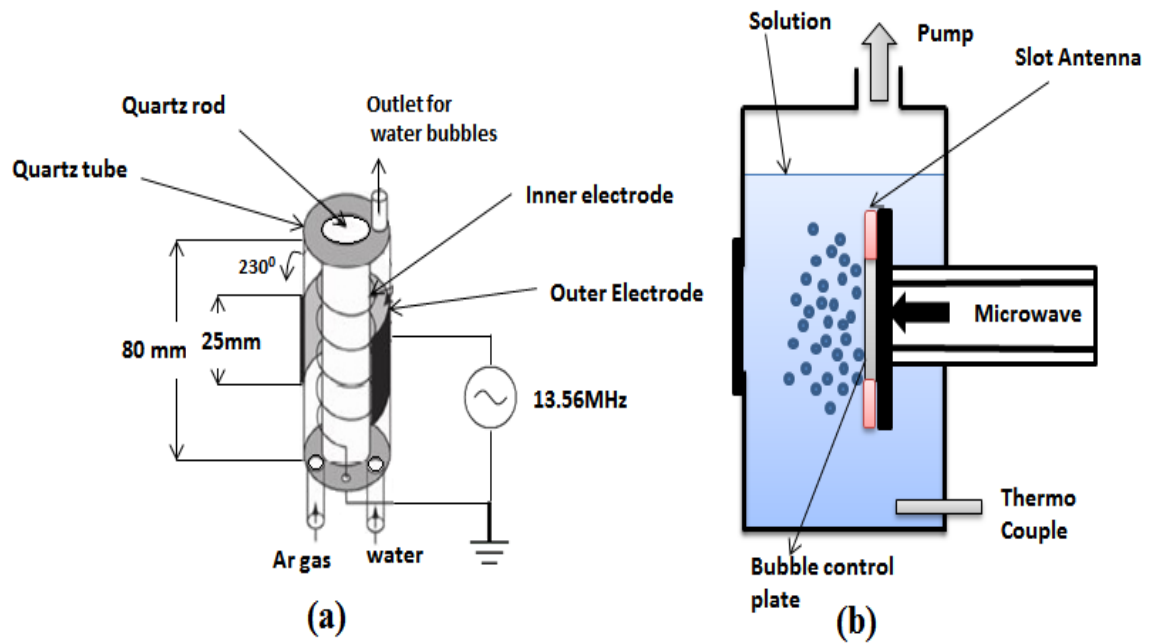 Quartz rod
Quartz tube
Outlet for
water bubbles
Inner electrode
230⁰
Outer Electrode
80 mm
25mm
13.56MHz
Ar gas
water
(a)
Solution
Pump
Slot Antenna
Microwave
Thermo
Couple
Bubble control
plate
(b)